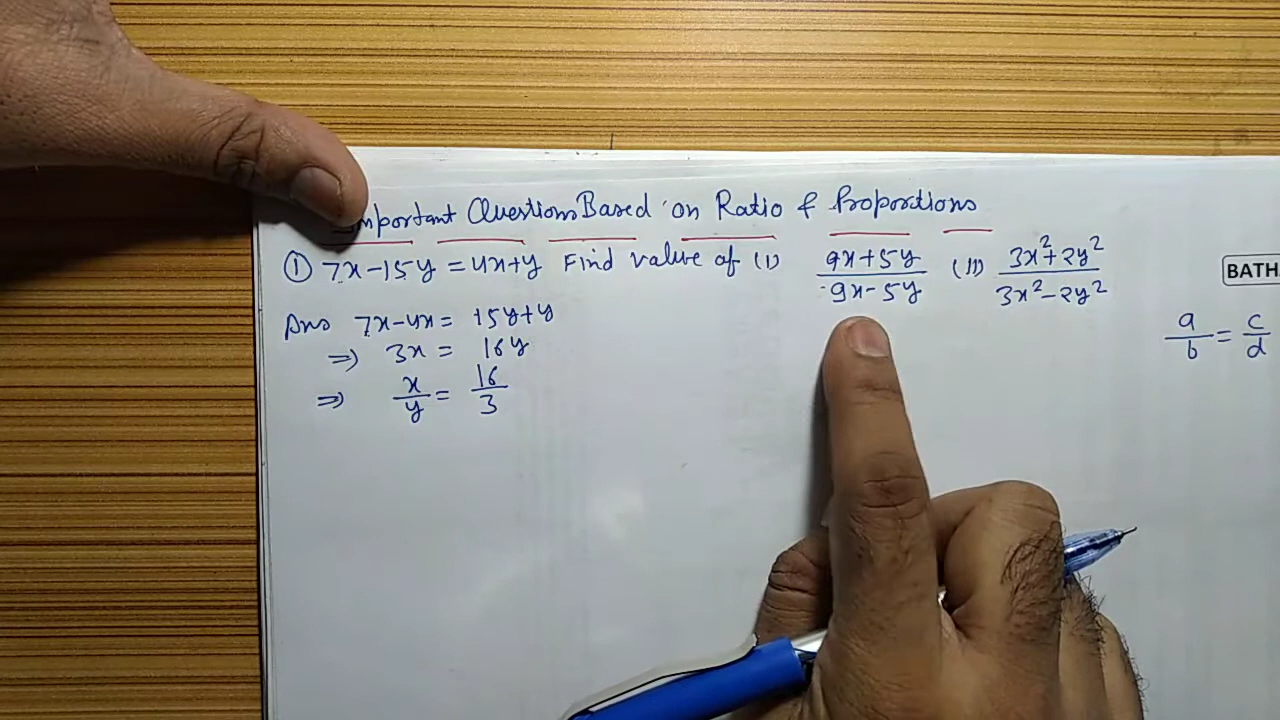 Important Questions Based on Ratio & Proportions
① 7x-15y = 4x+y Find value of (I) (9x+5y)/(9x-5y) (II) (3x²+2y²)/(3x²-2y²)
Ans 7x-4x = 15y+y
⇒ 3x = 16y
⇒ x/y = 16/3
a/b = c/d
BATH